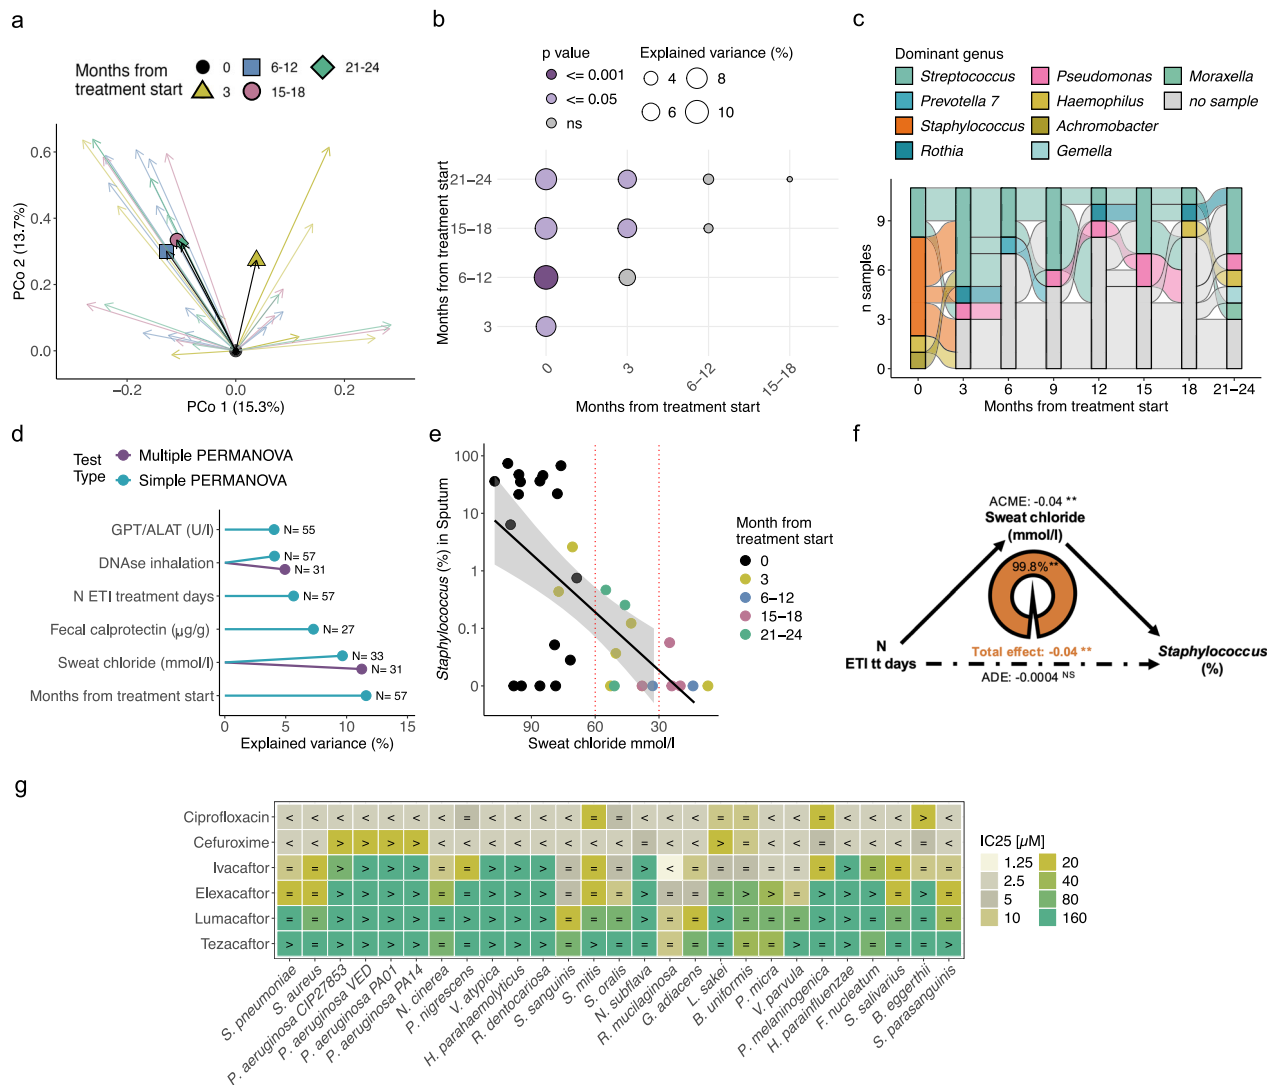 a
Months from
treatment start
0
6-12
21-24
3
15-18
PCo 2 (13.7%)
0.6
0.4
0.2
0.0
−0.2
0.0
0.2
PCo 1 (15.3%)
b
p value
<= 0.001
<= 0.05
ns
Explained variance (%)
4
8
6
10
Months from treatment start
21−24
15−18
6−12
3
0
3
6−12
15−18
Months from treatment start
c
Dominant genus
Streptococcus
Pseudomonas
Moraxella
Prevotella 7
Haemophilus
no sample
Staphylococcus
Achromobacter
Rothia
Gemella
n samples
9
6
3
0
0
3
6
9
12
15
18
21−24
Months from treatment start
d
Test
Type
Multiple PERMANOVA
Simple PERMANOVA
GPT/ALAT (U/l)
N= 55
DNAse inhalation
N= 57
N= 31
N ETI treatment days
N= 57
Fecal calprotectin (µg/g)
N= 27
Sweat chloride (mmol/l)
N= 33
N= 31
Months from treatment start
N= 57
0
5
10
15
Explained variance (%)
e
Staphylococcus (%) in Sputum
100
10
1
0.1
0
90
60
30
Sweat chloride mmol/l
Month from
treatment start
0
3
6−12
15−18
21−24
f
ACME: -0.04 **
Sweat chloride
(mmol/l)
99.8%**
N
ETI tt days
Total effect: -0.04 **
ADE: -0.0004 NS
Staphylococcus
(%)
g
Ciprofloxacin < < < < < < < = < < < < = = < < = = < = < < < > <
Cefuroxime < < > > > > < < < < < < < < < < > < < < < < < < <
Ivacaftor = = > > > > = = > > > = = = > < = = = = = > = = = =
Elexacaftor = = > > > > = > > > > = = = > = = > > = > > = = > =
Lumacaftor = = > > > > > > > > > = = = > = = > = = = > = = = =
Tezacaftor > = > > > > = > > > > = > = > = = > = = > > > = > > >
S. pneumoniae
S. aureus
P. aeruginosa CIP27853
P. aeruginosa VED
P. aeruginosa PA01
P. aeruginosa PA14
N. cinerea
P. nigrescens
V. atypica
H. parahaemolyticus
R. dentocariosa
S. sanguinis
S. mitis
S. oralis
N. subflava
R. mucilaginosa
G. adiacens
L. sakei
B. uniformis
P. micra
V. parvula
P. melaninogenica
H. parainfluenzae
F. nucleatum
S. salivarius
B. eggerthii
S. parasanguinis
IC25 [µM]
1.25
20
2.5
40
5
80
10
160